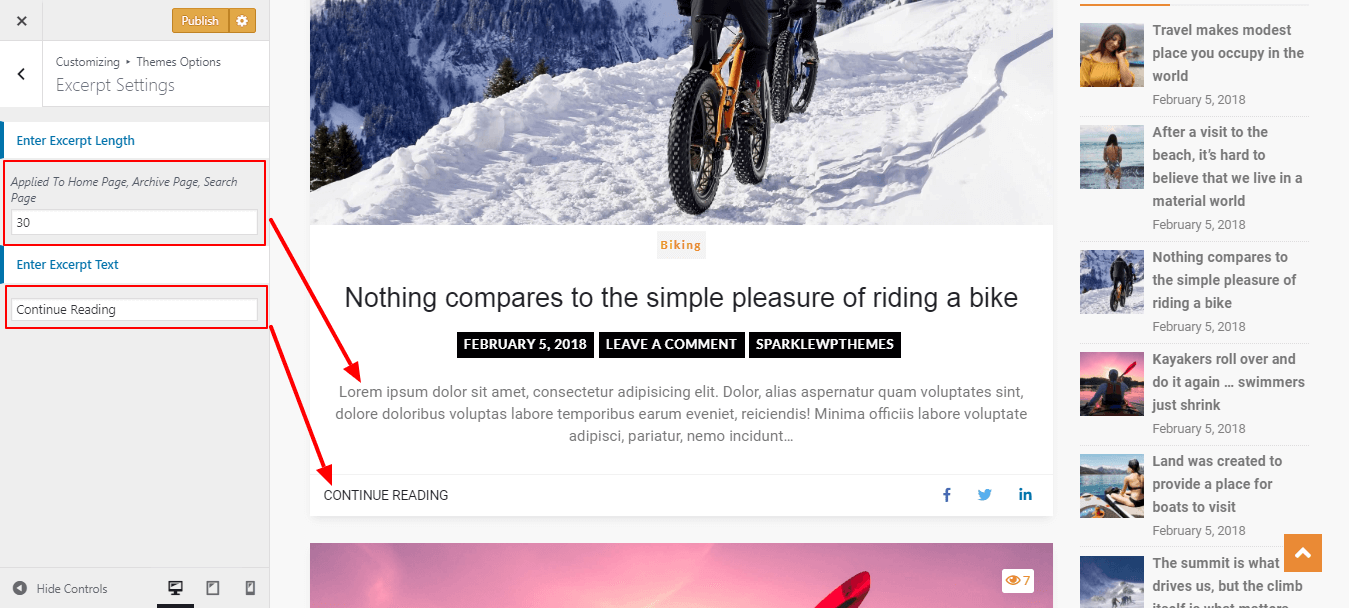 Publish
Customizing ▸ Themes Options
Excerpt Settings
Enter Excerpt Length
Applied To Home Page, Archive Page, Search
Page
30
Enter Excerpt Text
Continue Reading
Hide Controls
Biking
Nothing compares to the simple pleasure of riding a bike
FEBRUARY 5, 2018 LEAVE A COMMENT SPARKLEWPTHEMES
Lorem ipsum dolor sit amet, consectetur adipisicing elit. Dolor, alias aspernatur quam voluptates sint,
dolore doloribus voluptas labore temporibus earum eveniet, reiciendis! Minima officiis labore voluptate
adipisci, pariatur, nemo incidunt…
CONTINUE READING
7
Travel makes modest
place you occupy in the
world
February 5, 2018
After a visit to the
beach, it’s hard to
believe that we live in a
material world
February 5, 2018
Nothing compares to
the simple pleasure of
riding a bike
February 5, 2018
Kayakers roll over and
do it again … swimmers
just shrink
February 5, 2018
Land was created to
provide a place for
boats to visit
February 5, 2018
The summit is what
drives us, but the climb
itself is what matters